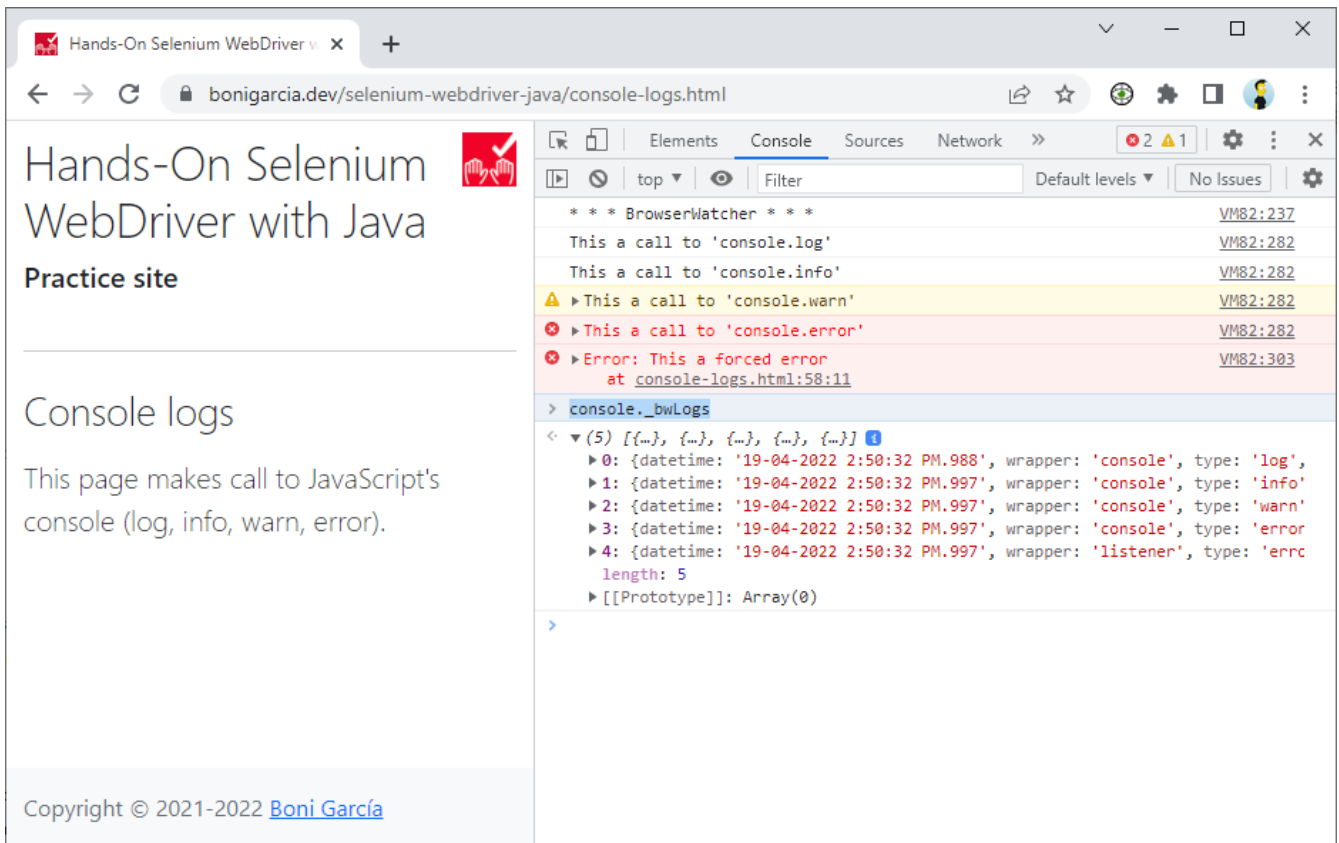 Hands-On Selenium WebDriver w
bonigarcia.dev/selenium-webdriver-java/console-logs.html
Hands-On Selenium
WebDriver with Java
Practice site
Console logs
This page makes call to JavaScript's
console (log, info, warn, error).
Copyright © 2021-2022 Boni García
Elements Console Sources Network » 2 1
top ▼ Filter Default levels ▼ No Issues
* * * BrowserWatcher * * * VM82:237
This a call to 'console.log' VM82:282
This a call to 'console.info' VM82:282
▶This a call to 'console.warn' VM82:282
▶This a call to 'console.error' VM82:282
▶Error: This a forced error VM82:303
at console-logs.html:58:11
> console._bwLogs
▼(5) [{…}, {…}, {…}, {…}, {…}] i
▶0: {datetime: '19-04-2022 2:50:32 PM.988', wrapper: 'console', type: 'log',
▶1: {datetime: '19-04-2022 2:50:32 PM.997', wrapper: 'console', type: 'info'
▶2: {datetime: '19-04-2022 2:50:32 PM.997', wrapper: 'console', type: 'warn'
▶3: {datetime: '19-04-2022 2:50:32 PM.997', wrapper: 'console', type: 'error
▶4: {datetime: '19-04-2022 2:50:32 PM.997', wrapper: 'listener', type: 'errc
length: 5
▶[[Prototype]]: Array(0)
>